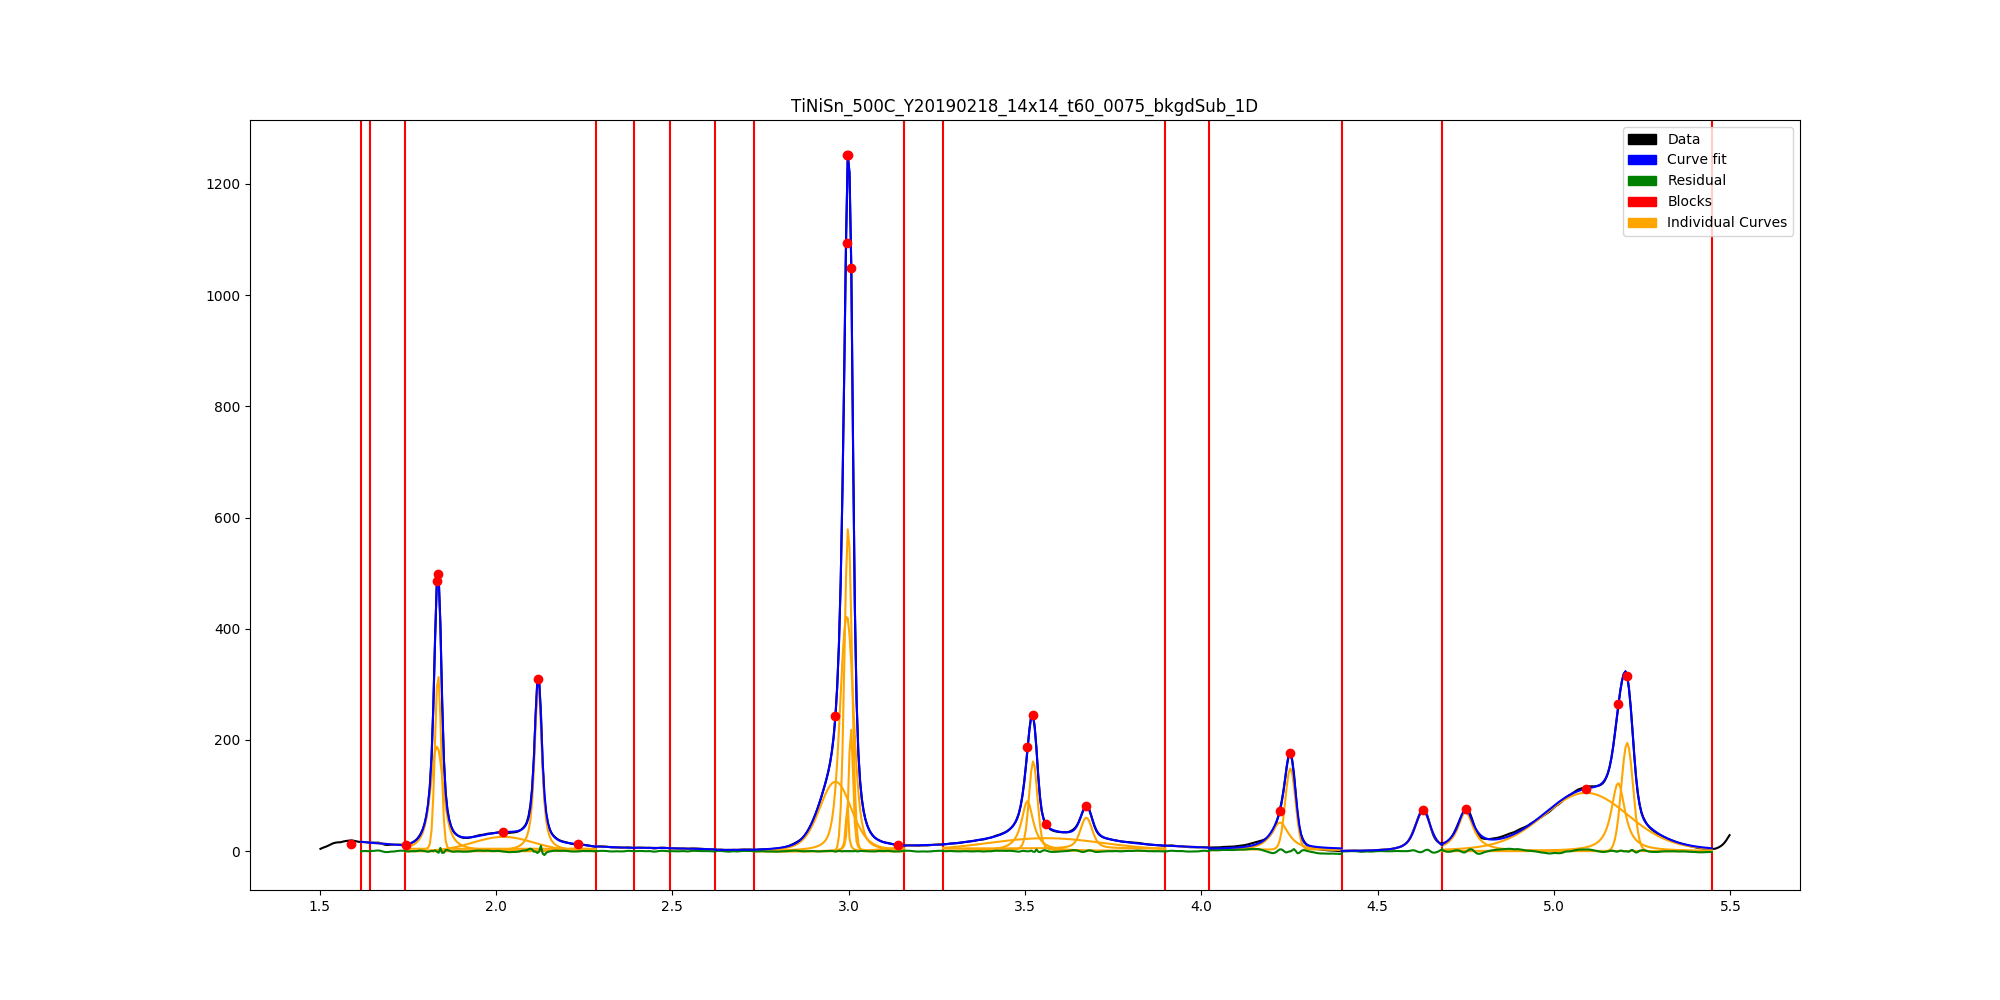 TiNiSn_500C_Y20190218_14x14_t60_0075_bkgdSub_1D
Data
Curve fit
Residual
Blocks
Individual Curves
1200
1000
800
600
400
200
0
1.5 2.0 2.5 3.0 3.5 4.0 4.5 5.0 5.5